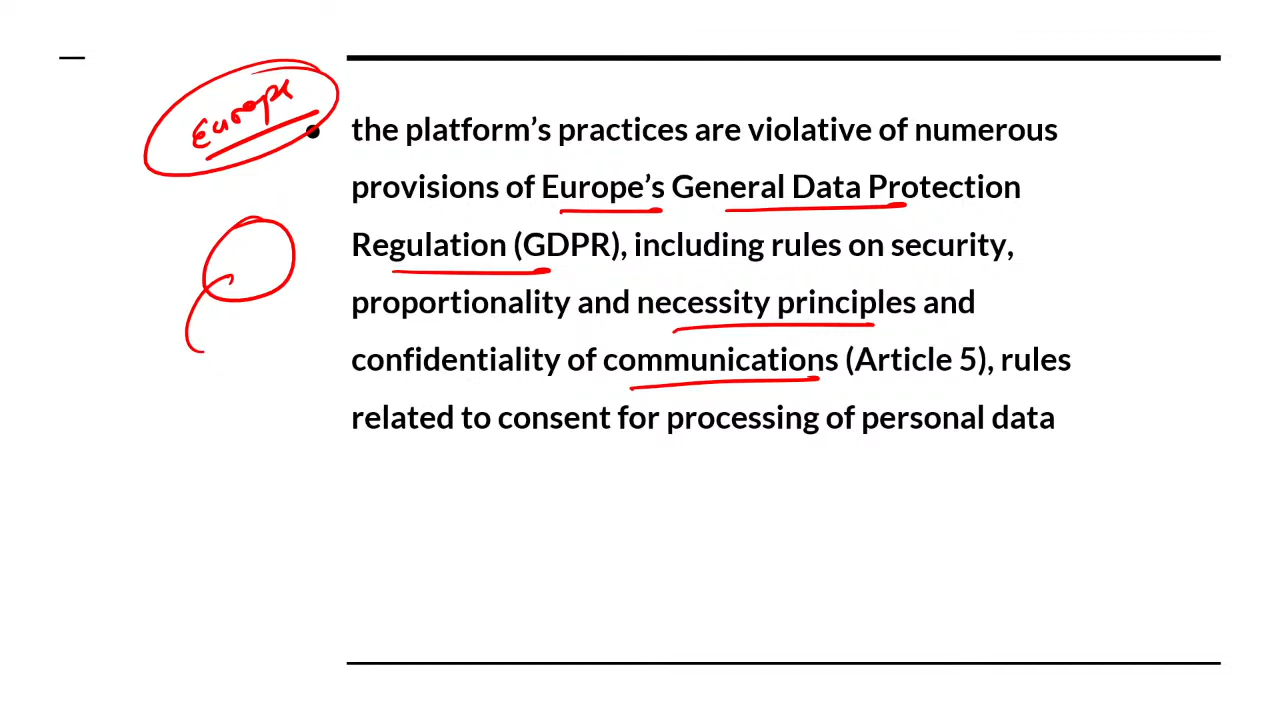 Europe
• the platform's practices are violative of numerous
provisions of Europe's General Data Protection
Regulation (GDPR), including rules on security,
proportionality and necessity principles and
confidentiality of communications (Article 5), rules
related to consent for processing of personal data